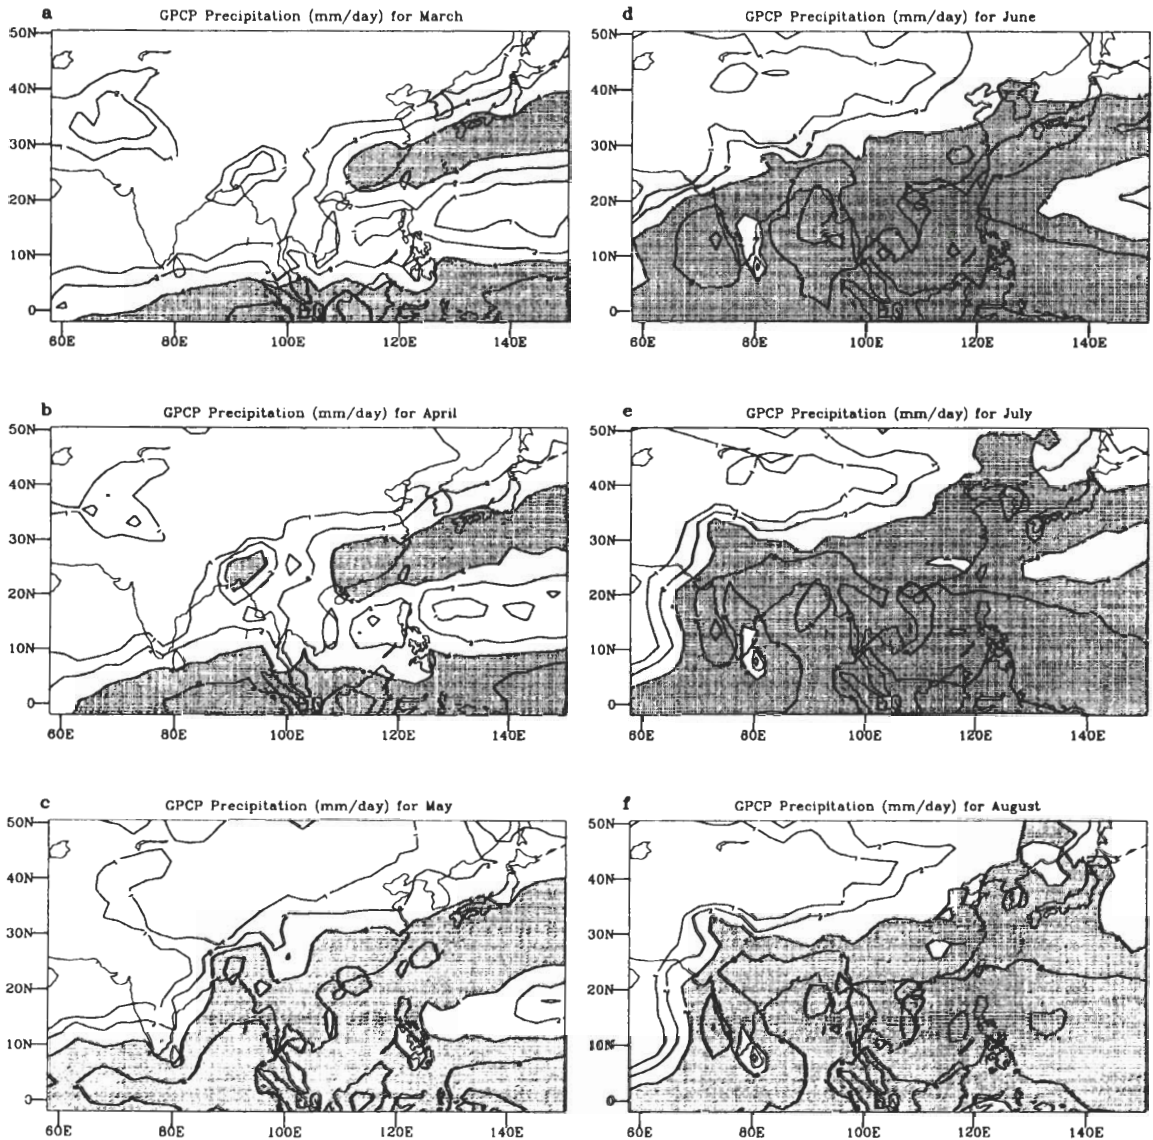 a
GPCP Precipitation (mm/day) for March
50N
40N
30N
20N
10N
0
60E 80E 100E 120E 140E
d
GPCP Precipitation (mm/day) for June
50N
40N
30N
20N
10N
0
60E 80E 100E 120E 140E
b
GPCP Precipitation (mm/day) for April
50N
40N
30N
20N
10N
0
60E 80E 100E 120E 140E
e
GPCP Precipitation (mm/day) for July
50N
40N
30N
20N
10N
0
60E 80E 100E 120E 140E
c
GPCP Precipitation (mm/day) for May
50N
40N
30N
20N
10N
0
60E 80E 100E 120E 140E
f
GPCP Precipitation (mm/day) for August
50N
40N
30N
20N
10N
0
60E 80E 100E 120E 140E